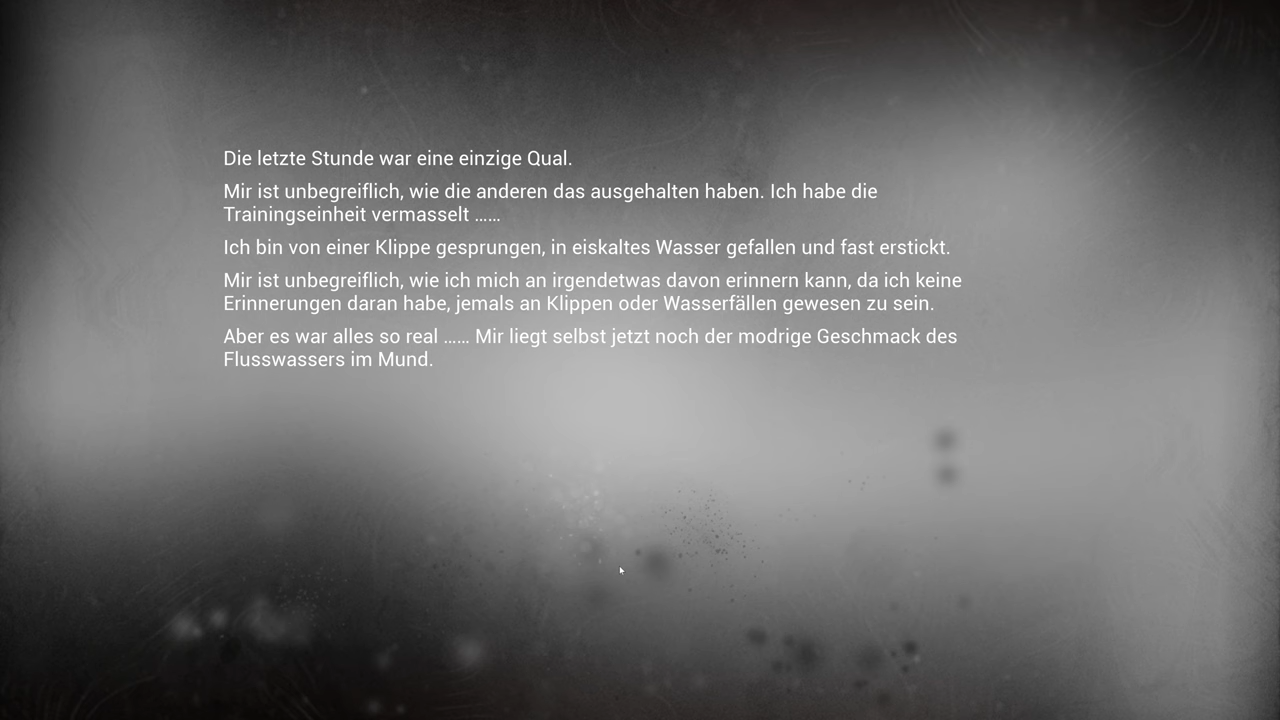 Die letzte Stunde war eine einzige Qual.
Mir ist unbegreiflich, wie die anderen das ausgehalten haben. Ich habe die
Trainingseinheit vermasselt ……
Ich bin von einer Klippe gesprungen, in eiskaltes Wasser gefallen und fast erstickt.
Mir ist unbegreiflich, wie ich mich an irgendetwas davon erinnern kann, da ich keine
Erinnerungen daran habe, jemals an Klippen oder Wasserfällen gewesen zu sein.
Aber es war alles so real …… Mir liegt selbst jetzt noch der modrige Geschmack des
Flusswassers im Mund.